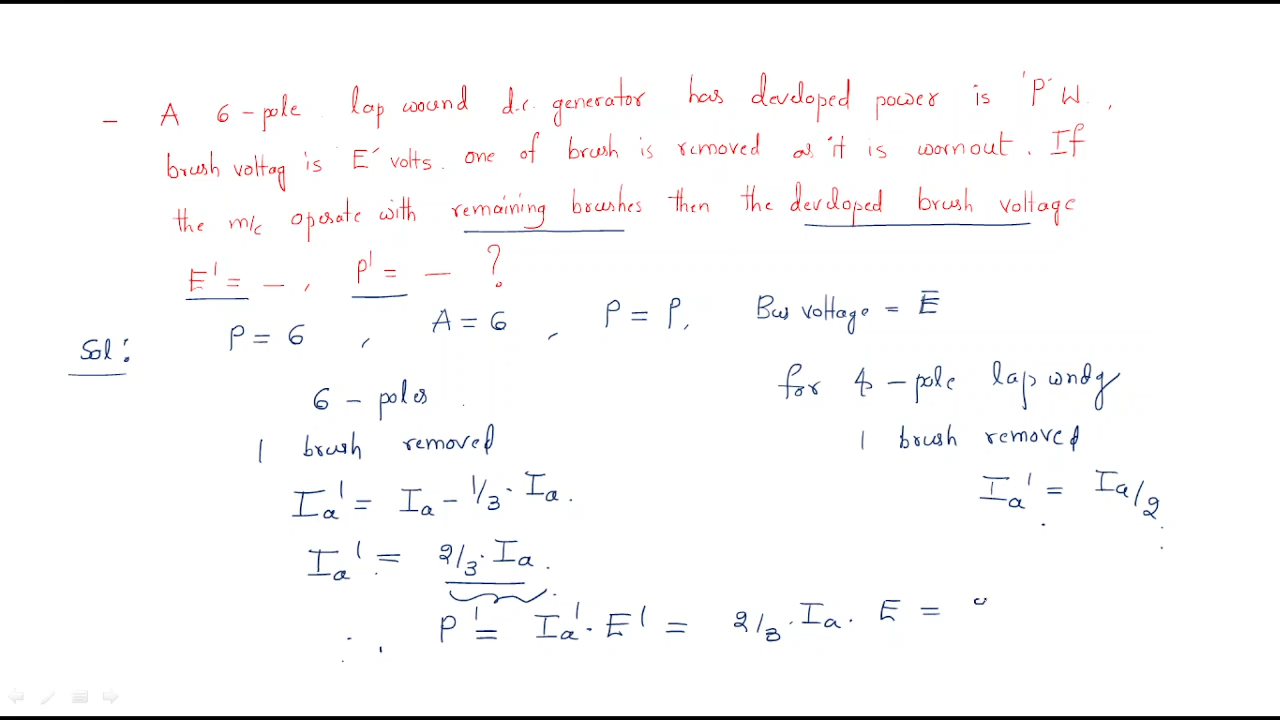 - A 6-pole lap wound d.c. generator has developed power is 'P' W.,
brush voltag is E' volts. one of brush is removed as it is wornout. If
the m/c operate with remaining brushes then the developed brush voltage
E' = —, P' = — ?
Sol: P = 6, A = 6, P = P, Bus voltage = E
6 - poles
1 brush removed
Ia' = Ia - 1/3 · Ia.
Ia' = 2/3 · Ia.
for 4-pole lap wndg
1 brush removed
Ia' = Ia/2
∴ P' = Ia' · E' = 2/3 · Ia · E =